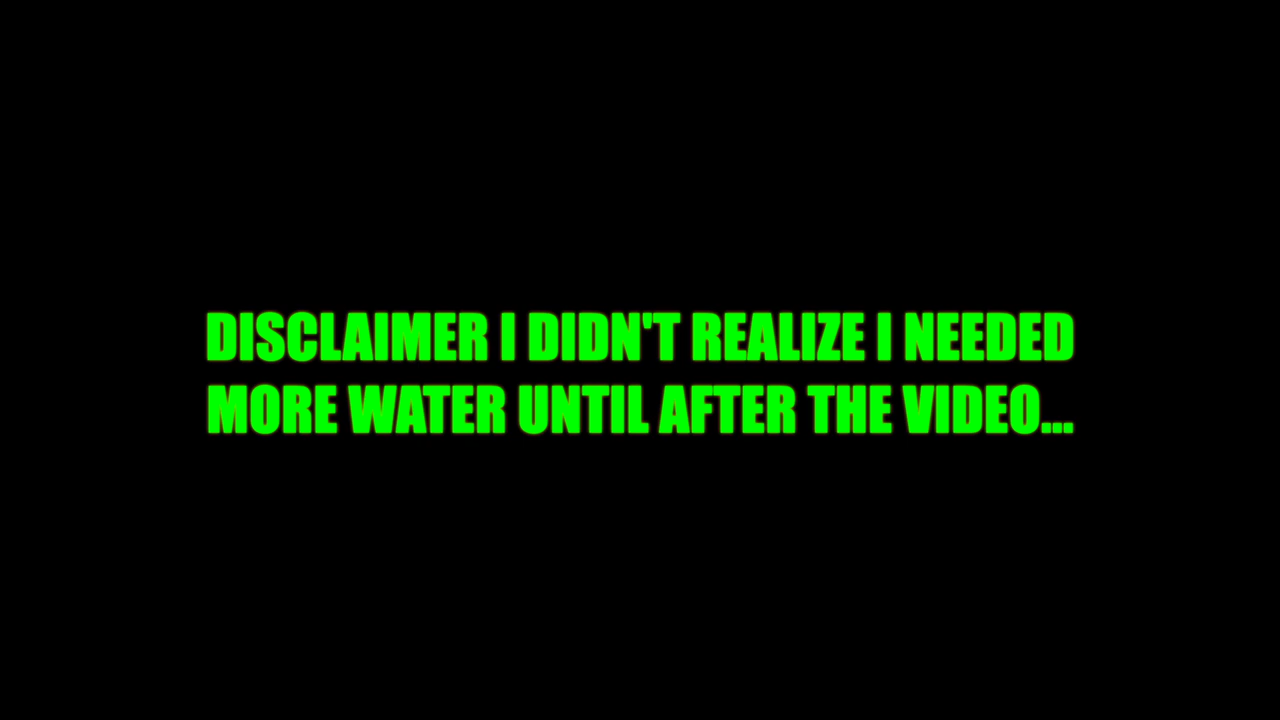 DISCLAIMER I DIDN'T REALIZE I NEEDED
MORE WATER UNTIL AFTER THE VIDEO...